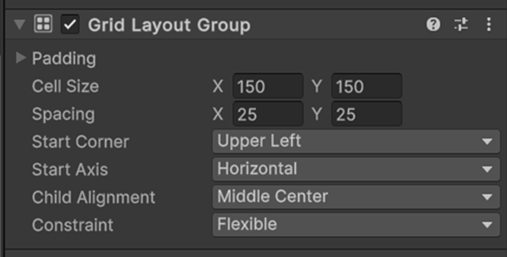 Grid Layout Group
Padding
Cell Size X 150 Y 150
Spacing X 25 Y 25
Start Corner Upper Left
Start Axis Horizontal
Child Alignment Middle Center
Constraint Flexible